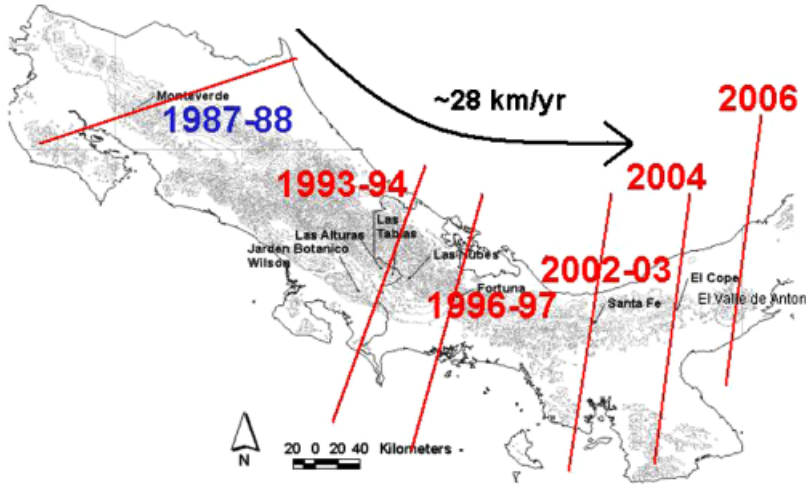 2006
~28 km/yr
Monteverde
1987-88
1993-94
2004
Las
Tablas
Las Alturas
Jarden Botanico
Wilson
Las Nubes
2002-03
El Cope
Fortuna
1996-97
Santa Fe
El Valle de Anton
20 0 20 40 Kilometers
N